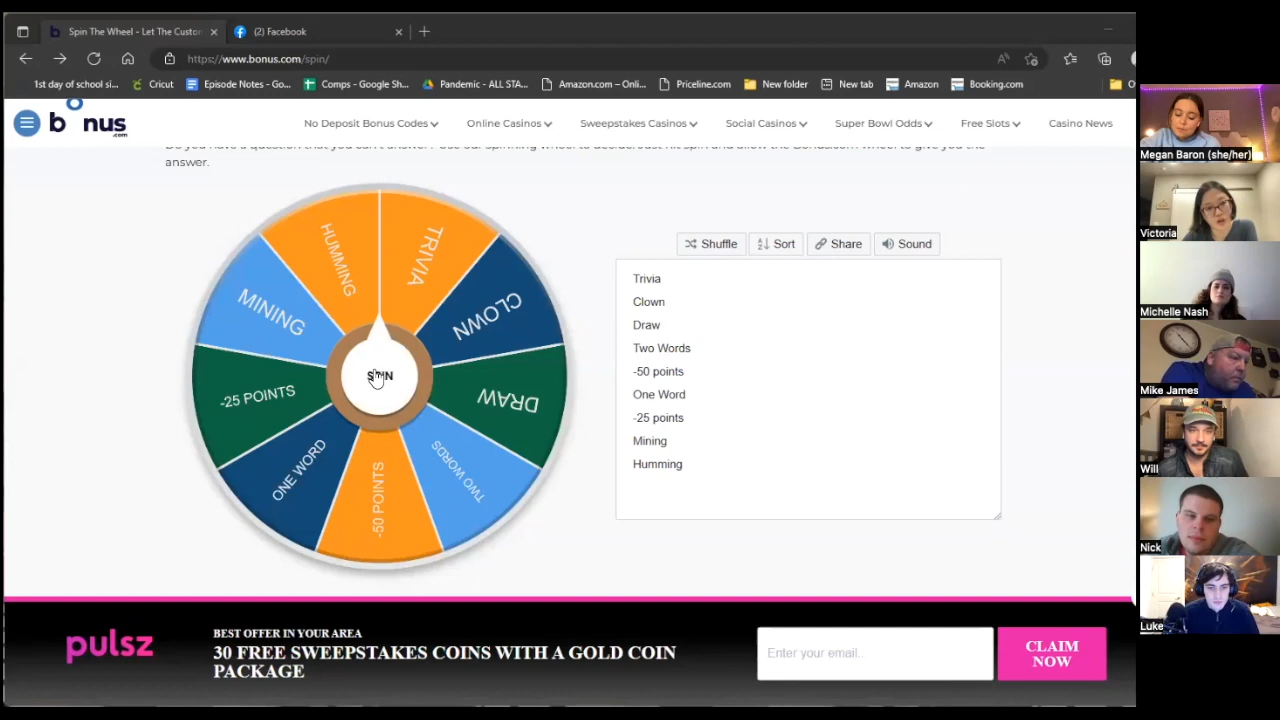 Spin The Wheel - Let The Custor
(2) Facebook
https://www.bonus.com/spin/
1st day of school si...
Cricut
Episode Notes - Go...
Comps - Google Sh...
Pandemic - ALL STA...
Amazon.com – Onli...
Priceline.com
New folder
New tab
Amazon
Booking.com
O
bonus
.com
No Deposit Bonus Codes
Online Casinos
Sweepstakes Casinos
Social Casinos
Super Bowl Odds
Free Slots
Casino News
answer.
HUMMING
TRIVIA
MINING
CLOWN
-25 POINTS
SPIN
DRAW
ONE WORD
-50 POINTS
TWO WORDS
Shuffle
Sort
Share
Sound
Trivia
Clown
Draw
Two Words
-50 points
One Word
-25 points
Mining
Humming
pulsz
BEST OFFER IN YOUR AREA
30 FREE SWEEPSTAKES COINS WITH A GOLD COIN
PACKAGE
Enter your email..
CLAIM
NOW
Megan Baron (she/her)
Victoria
Michelle Nash
Mike James
Will
Nick
Luke